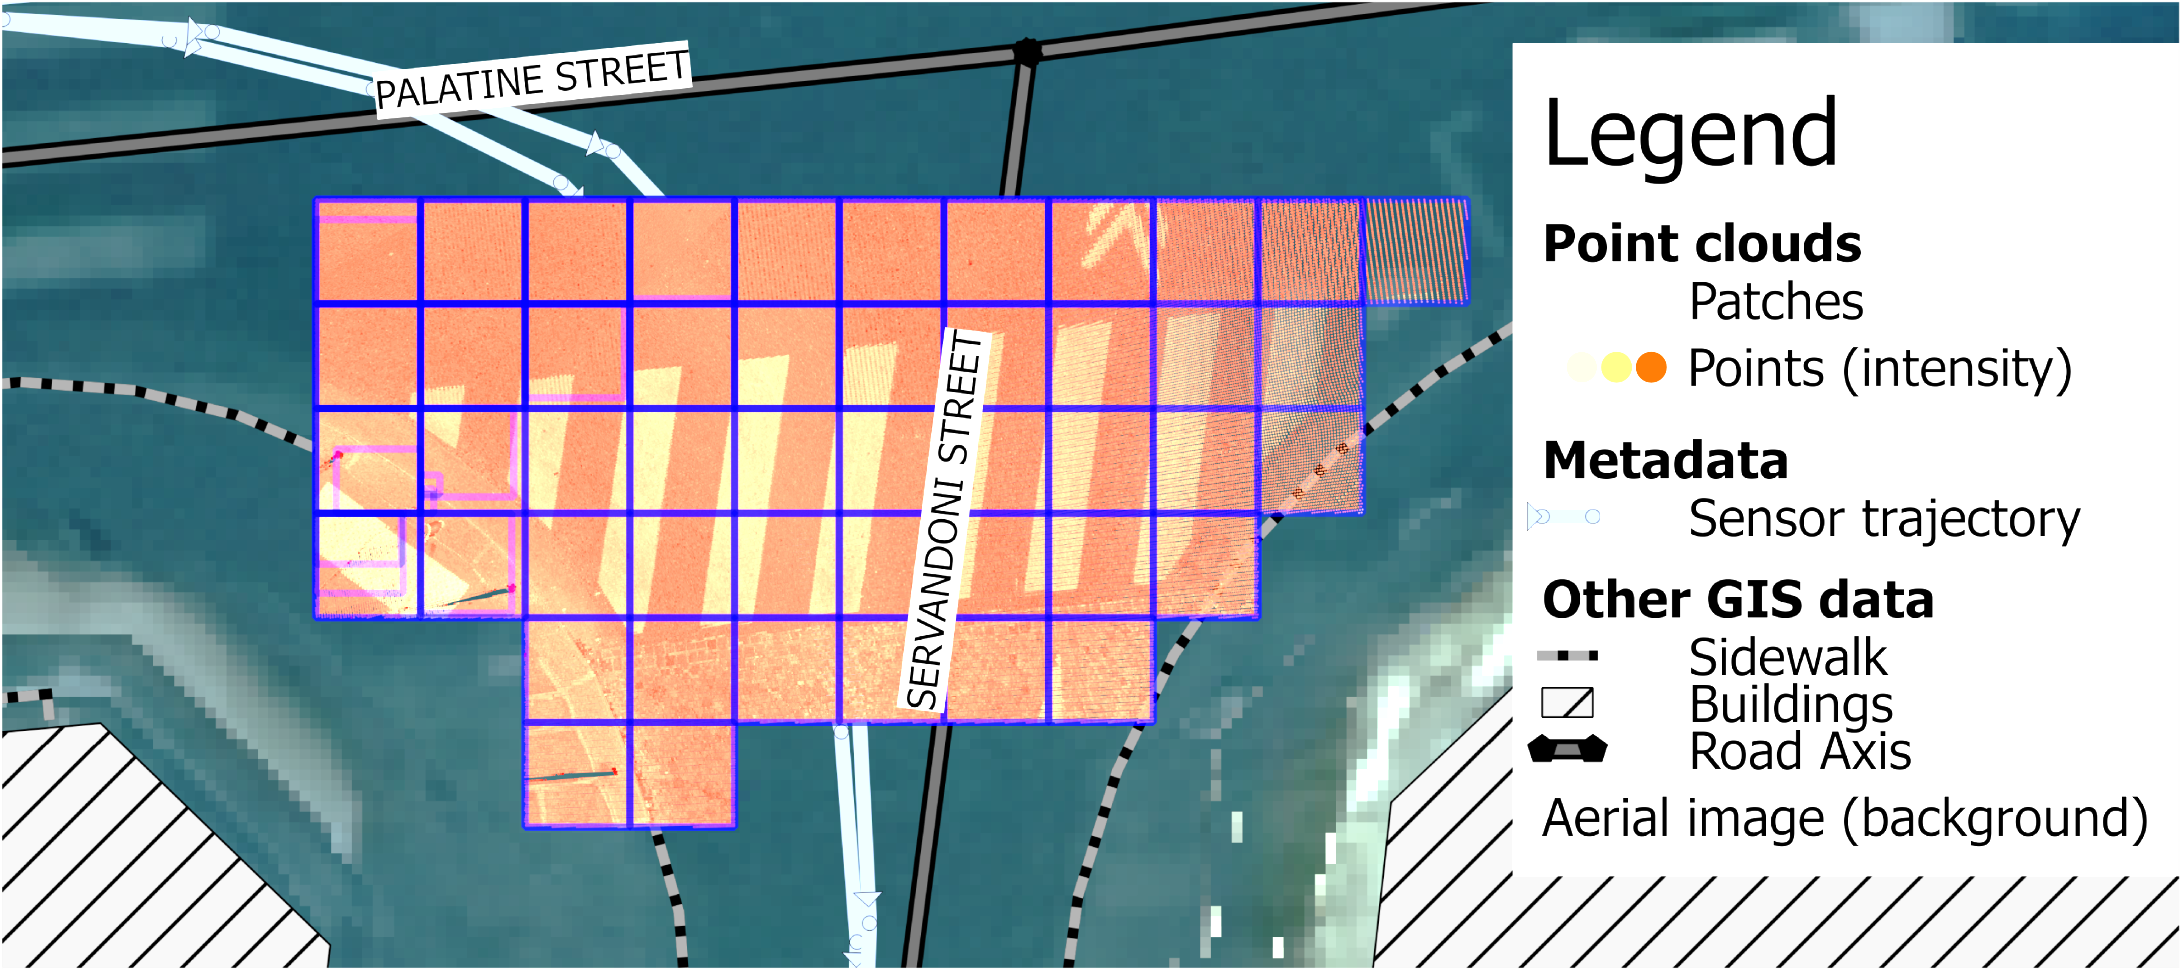 PALATINE STREET
SERVANDONI STREET
Legend
Point clouds
Patches
Points (intensity)
Metadata
Sensor trajectory
Other GIS data
Sidewalk
Buildings
Road Axis
Aerial image (background)